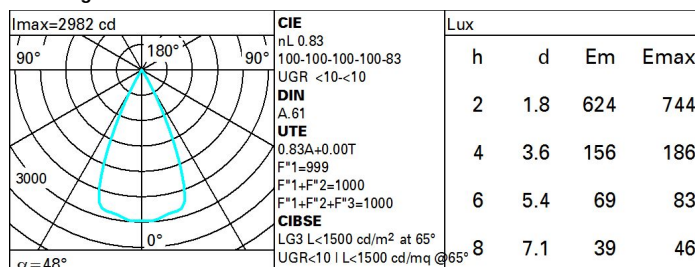 Imax=2982 cd
90°
180°
90°
3000
0°
α=48°
CIE
nL 0.83
100-100-100-100-83
UGR <10-<10
DIN
A.61
UTE
0.83A+0.00T
F"1=999
F"1+F"2=1000
F"1+F"2+F"3=1000
CIBSE
LG3 L<1500 cd/m² at 65°
UGR<10 | L<1500 cd/mq @65°
Lux
h d Em Emax
2 1.8 624 744
4 3.6 156 186
6 5.4 69 83
8 7.1 39 46